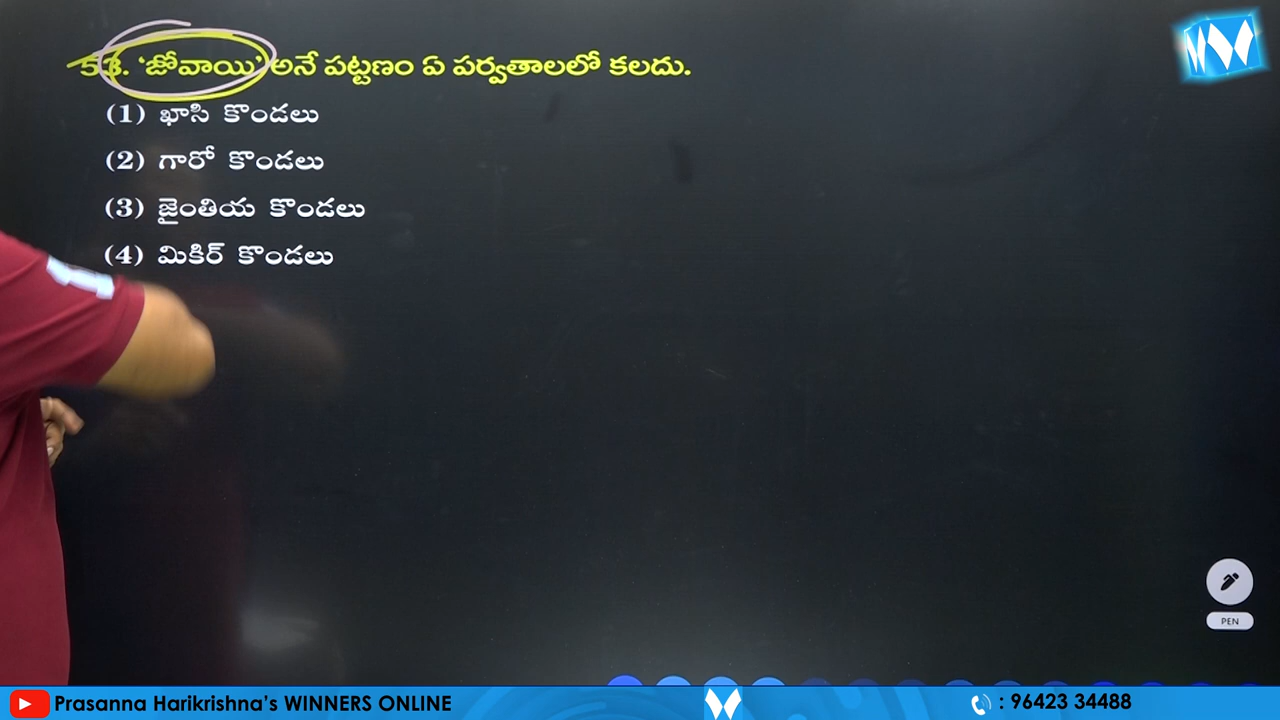 53. 'జోవాయి' అనే పట్టణం ఏ పర్వతాలలో కలదు.
(1) ఖాసి కొండలు
(2) గారో కొండలు
(3) జైంతియ కొండలు
(4) మికిర్ కొండలు
PEN
Prasanna Harikrishna's WINNERS ONLINE
: 96423 34488